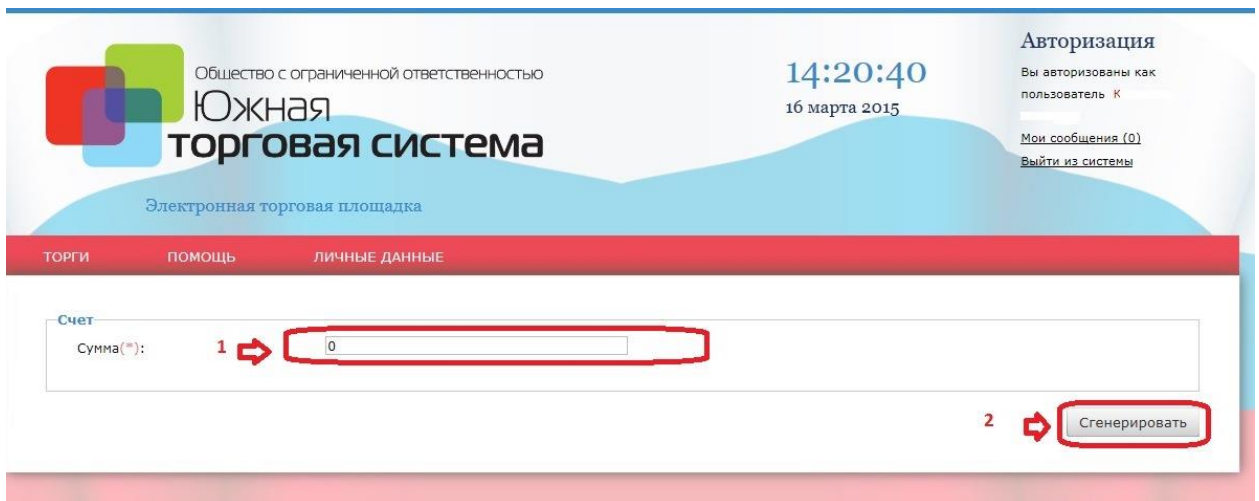 Общество с ограниченной ответственностью
Южная
торговая система
Электронная торговая площадка
14:20:40
16 марта 2015
Авторизация
Вы авторизованы как
пользователь К
Мои сообщения (0)
Выйти из системы
ТОРГИ ПОМОЩЬ ЛИЧНЫЕ ДАННЫЕ
Счет
Сумма(*): 1 0
2 Сгенерировать